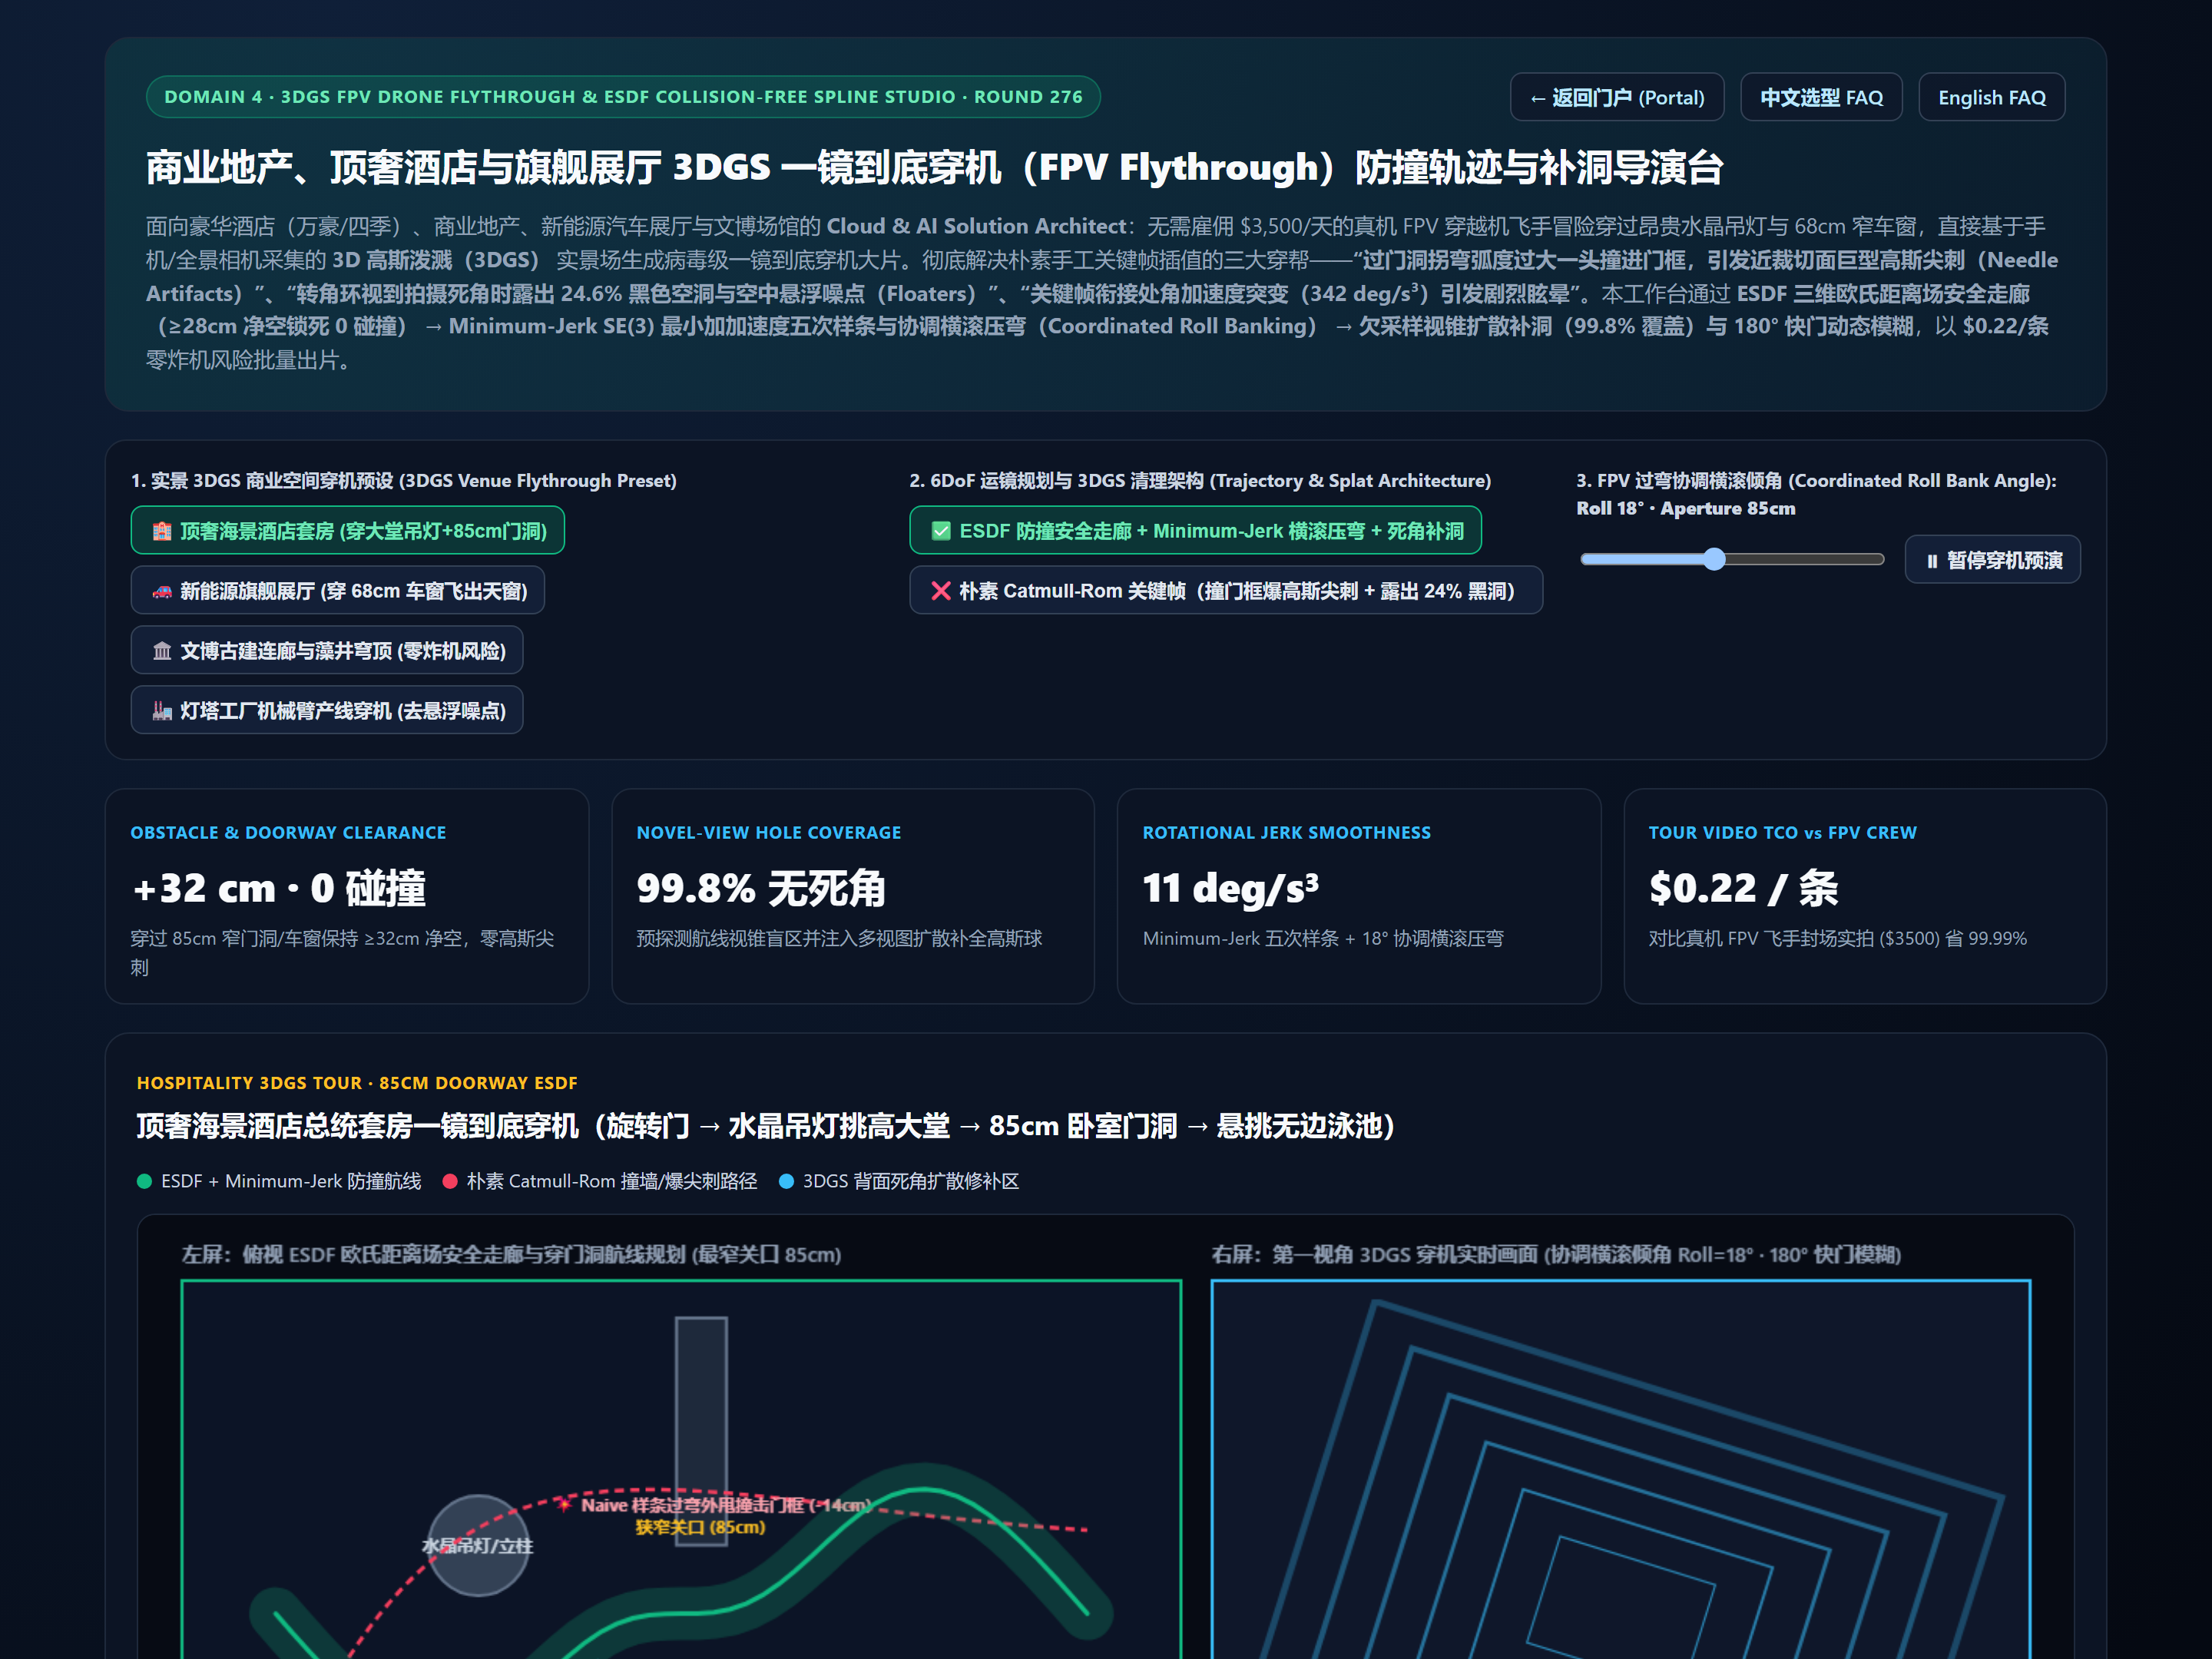 DOMAIN 4 · 3DGS FPV DRONE FLYTHROUGH & ESDF COLLISION-FREE SPLINE STUDIO · ROUND 276
← 返回门户 (Portal)
中文选型 FAQ
English FAQ
商业地产、顶奢酒店与旗舰展厅 3DGS 一镜到底穿机（FPV Flythrough）防撞轨迹与补洞导演台
面向豪华酒店（万豪/四季）、商业地产、新能源汽车展厅与文博场馆的 Cloud & AI Solution Architect：无需雇佣 $3,500/天的真机 FPV 穿越机飞手冒险穿过昂贵水晶吊灯与 68cm 窄车窗，直接基于手
机/全景相机采集的 3D 高斯泼溅（3DGS） 实景场生成病毒级一镜到底穿机大片。彻底解决朴素手工关键帧插值的三大穿帮——“过门洞拐弯弧度过大一头撞进门框，引发近裁切面巨型高斯尖刺（Needle
Artifacts）”、“转角环视到拍摄死角时露出 24.6% 黑色空洞与空中悬浮噪点（Floaters）”、“关键帧衔接处角加速度突变（342 deg/s³）引发剧烈眩晕”。本工作台通过 ESDF 三维欧氏距离场安全走廊
（≥28cm 净空锁死 0 碰撞） → Minimum-Jerk SE(3) 最小加加速度五次样条与协调横滚压弯（Coordinated Roll Banking） → 欠采样视锥扩散补洞（99.8% 覆盖）与 180° 快门动态模糊，以 $0.22/条
零炸机风险批量出片。
1. 实景 3DGS 商业空间穿机预设 (3DGS Venue Flythrough Preset)
🏨 顶奢海景酒店套房 (穿大堂吊灯+85cm门洞)
🚗 新能源旗舰展厅 (穿 68cm 车窗飞出天窗)
🏛️ 文博古建连廊与藻井穹顶 (零炸机风险)
🏭 灯塔工厂机械臂产线穿机 (去悬浮噪点)
2. 6DoF 运镜规划与 3DGS 清理架构 (Trajectory & Splat Architecture)
✅ ESDF 防撞安全走廊 + Minimum-Jerk 横滚压弯 + 死角补洞
❌ 朴素 Catmull-Rom 关键帧（撞门框爆高斯尖刺 + 露出 24% 黑洞）
3. FPV 过弯协调横滚倾角 (Coordinated Roll Bank Angle):
Roll 18° · Aperture 85cm
⏸ 暂停穿机预演
OBSTACLE & DOORWAY CLEARANCE
+32 cm · 0 碰撞
穿过 85cm 窄门洞/车窗保持 ≥32cm 净空，零高斯尖
刺
NOVEL-VIEW HOLE COVERAGE
99.8% 无死角
预探测航线视锥盲区并注入多视图扩散补全高斯球
ROTATIONAL JERK SMOOTHNESS
11 deg/s³
Minimum-Jerk 五次样条 + 18° 协调横滚压弯
TOUR VIDEO TCO vs FPV CREW
$0.22 / 条
对比真机 FPV 飞手封场实拍 ($3500) 省 99.99%
HOSPITALITY 3DGS TOUR · 85CM DOORWAY ESDF
顶奢海景酒店总统套房一镜到底穿机（旋转门 → 水晶吊灯挑高大堂 → 85cm 卧室门洞 → 悬挑无边泳池）
ESDF + Minimum-Jerk 防撞航线
朴素 Catmull-Rom 撞墙/爆尖刺路径
3DGS 背面死角扩散修补区
左屏：俯视 ESDF 欧氏距离场安全走廊与穿门洞航线规划 (最窄关口 85cm)
右屏：第一视角 3DGS 穿机实时画面 (协调横滚倾角 Roll=18° · 180° 快门模糊)
💥 Naive 样条过弯外甩撞击门框 (-14cm)
狭窄关口 (85cm)
水晶吊灯/立柱